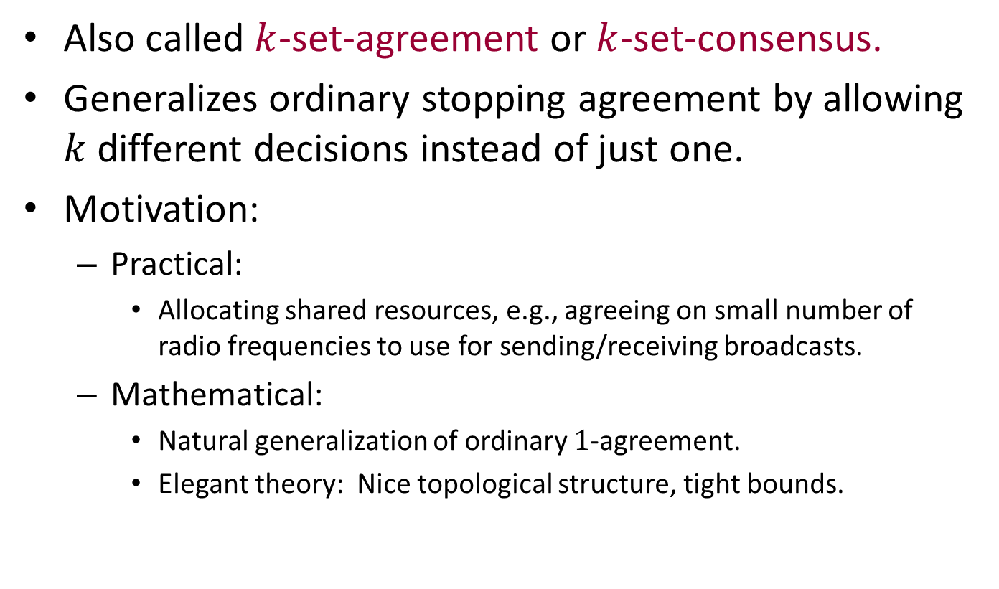 • Also called k-set-agreement or k-set-consensus.
• Generalizes ordinary stopping agreement by allowing
k different decisions instead of just one.
• Motivation:
– Practical:
• Allocating shared resources, e.g., agreeing on small number of
radio frequencies to use for sending/receiving broadcasts.
– Mathematical:
• Natural generalization of ordinary 1-agreement.
• Elegant theory: Nice topological structure, tight bounds.